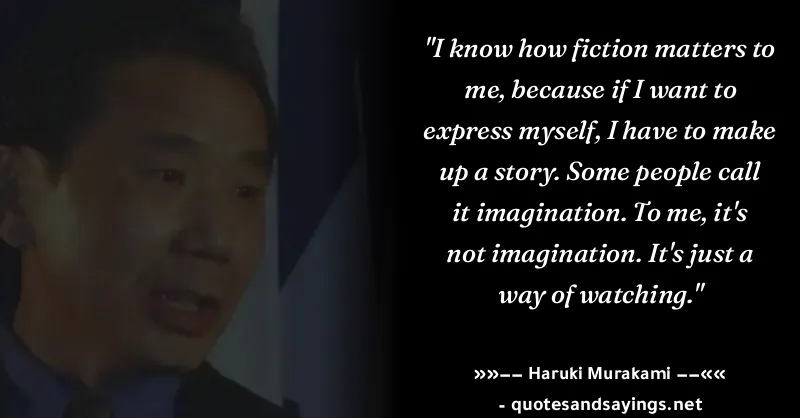 "I know how fiction matters to
me, because if I want to
express myself, I have to make
up a story. Some people call
it imagination. To me, it's
not imagination. It's just a
way of watching."
»»―― Haruki Murakami ――««
- quotesandsayings.net